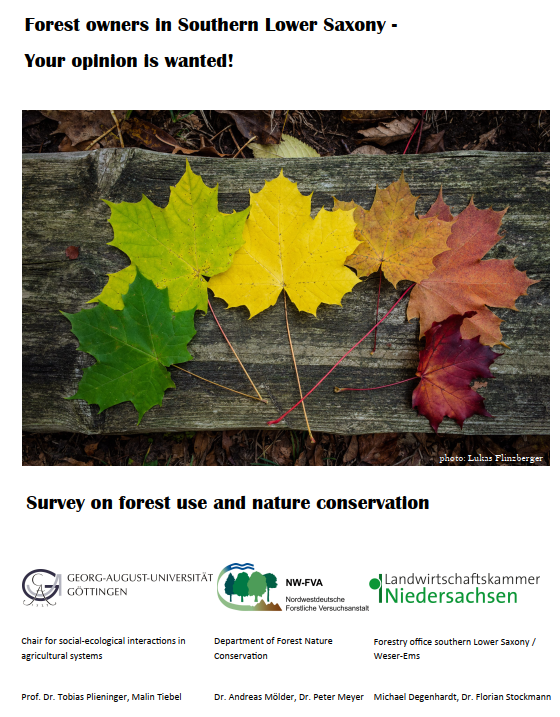 Forest owners in Southern Lower Saxony -
Your opinion is wanted!
photo: Lukas Flinzberger
Survey on forest use and nature conservation
GEORG-AUGUST-UNIVERSITÄT
GÖTTINGEN
NW-FVA
Nordwestdeutsche
Forstliche Versuchsanstalt
Landwirtschaftskammer
Niedersachsen
Chair for social-ecological interactions in
agricultural systems
Department of Forest Nature
Conservation
Forestry office southern Lower Saxony /
Weser-Ems
Prof. Dr. Tobias Plieninger, Malin Tiebel
Dr. Andreas Mölder, Dr. Peter Meyer
Michael Degenhardt, Dr. Florian Stockmann